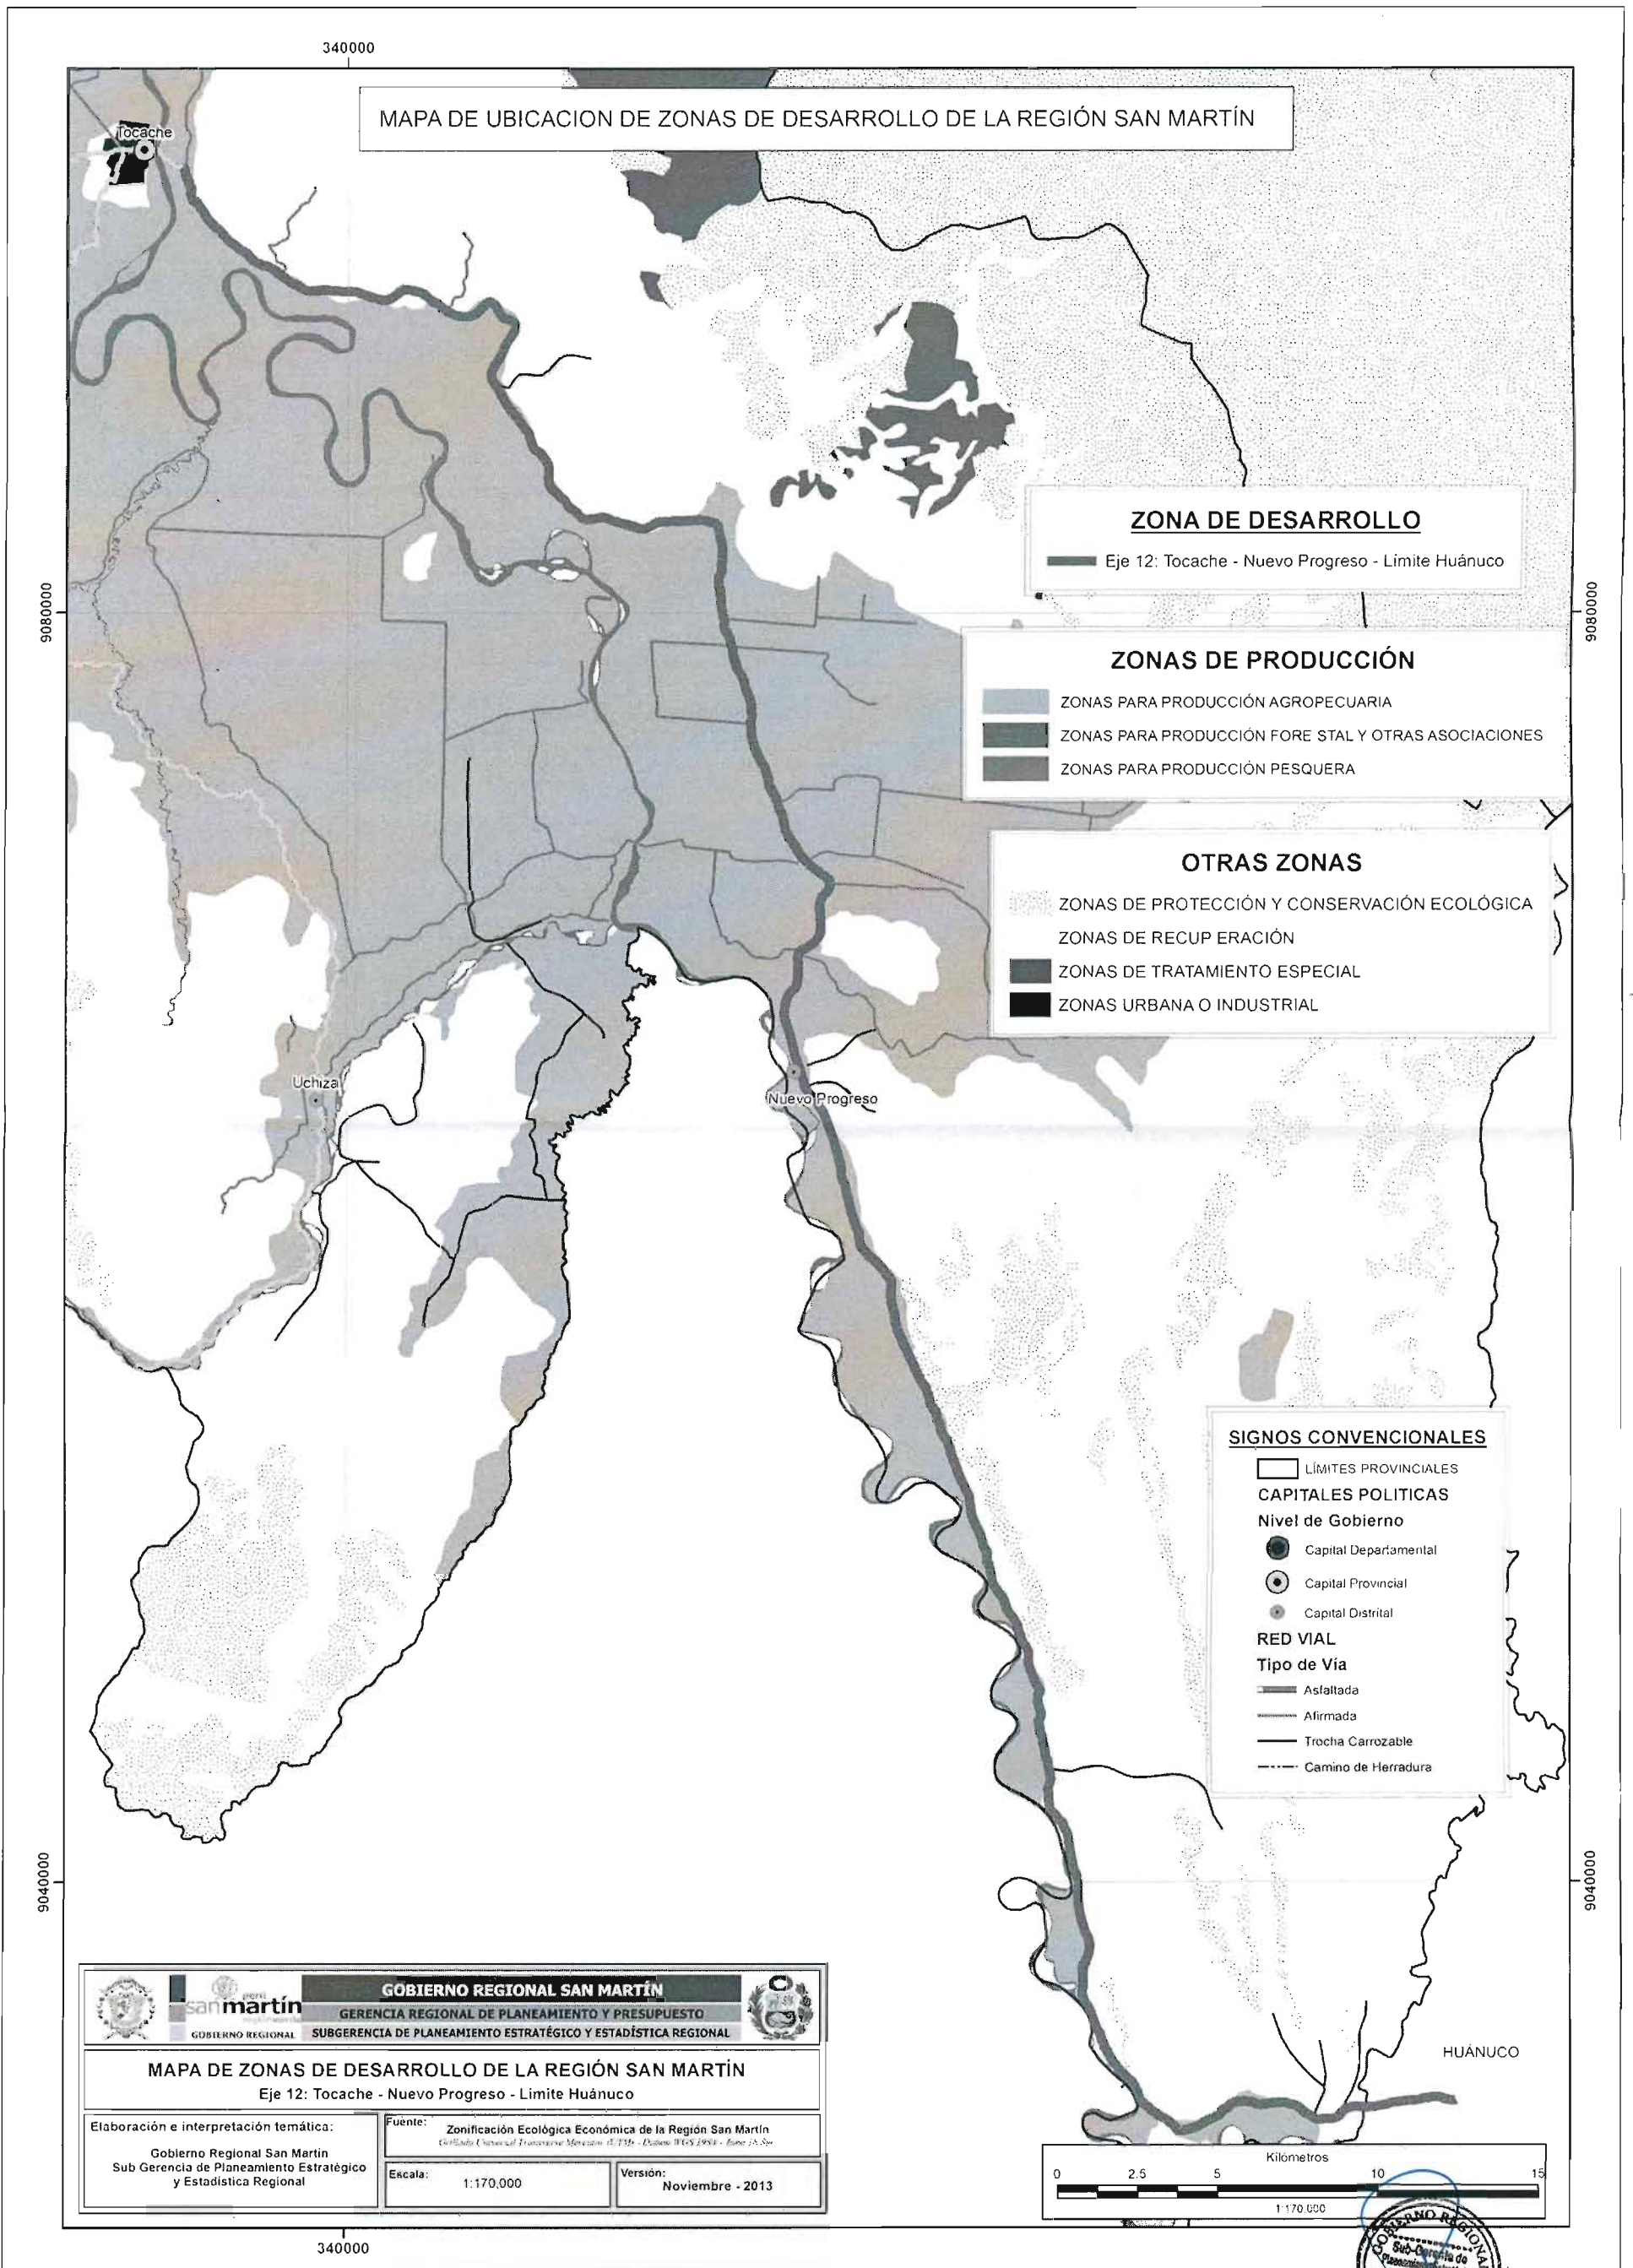 340000
MAPA DE UBICACION DE ZONAS DE DESARROLLO DE LA REGIÓN SAN MARTÍN
Tocache
ZONA DE DESARROLLO
Eje 12: Tocache - Nuevo Progreso - Límite Huánuco
9080000
9080000
ZONAS DE PRODUCCIÓN
ZONAS PARA PRODUCCIÓN AGROPECUARIA
ZONAS PARA PRODUCCIÓN FORE STAL Y OTRAS ASOCIACIONES
ZONAS PARA PRODUCCIÓN PESQUERA
OTRAS ZONAS
ZONAS DE PROTECCIÓN Y CONSERVACIÓN ECOLÓGICA
ZONAS DE RECUP ERACIÓN
ZONAS DE TRATAMIENTO ESPECIAL
ZONAS URBANA O INDUSTRIAL
Uchiza
Nuevo Progreso
SIGNOS CONVENCIONALES
LÍMITES PROVINCIALES
CAPITALES POLITICAS
Nivel de Gobierno
Capital Departamental
Capital Provincial
Capital Distrital
RED VIAL
Tipo de Vía
Asfaltada
Afirmada
Trocha Carrozable
Camino de Herradura
9040000
9040000
HUÁNUCO
perú
san martín
GOBIERNO REGIONAL
GOBIERNO REGIONAL SAN MARTÍN
GERENCIA REGIONAL DE PLANEAMIENTO Y PRESUPUESTO
SUBGERENCIA DE PLANEAMIENTO ESTRATÉGICO Y ESTADÍSTICA REGIONAL
MAPA DE ZONAS DE DESARROLLO DE LA REGIÓN SAN MARTÍN
Eje 12: Tocache - Nuevo Progreso - Limite Huánuco
Elaboración e interpretación temática:
Gobierno Regional San Martín
Sub Gerencia de Planeamiento Estratégico
y Estadística Regional
Fuente:
Zonificación Ecológica Económica de la Región San Martín
Escala:
1:170,000
Versión:
Noviembre - 2013
Kilómetros
0 2.5 5 10 15
1:170.000
GOBIERNO REGIONAL
Sub-Gerencia de
340000